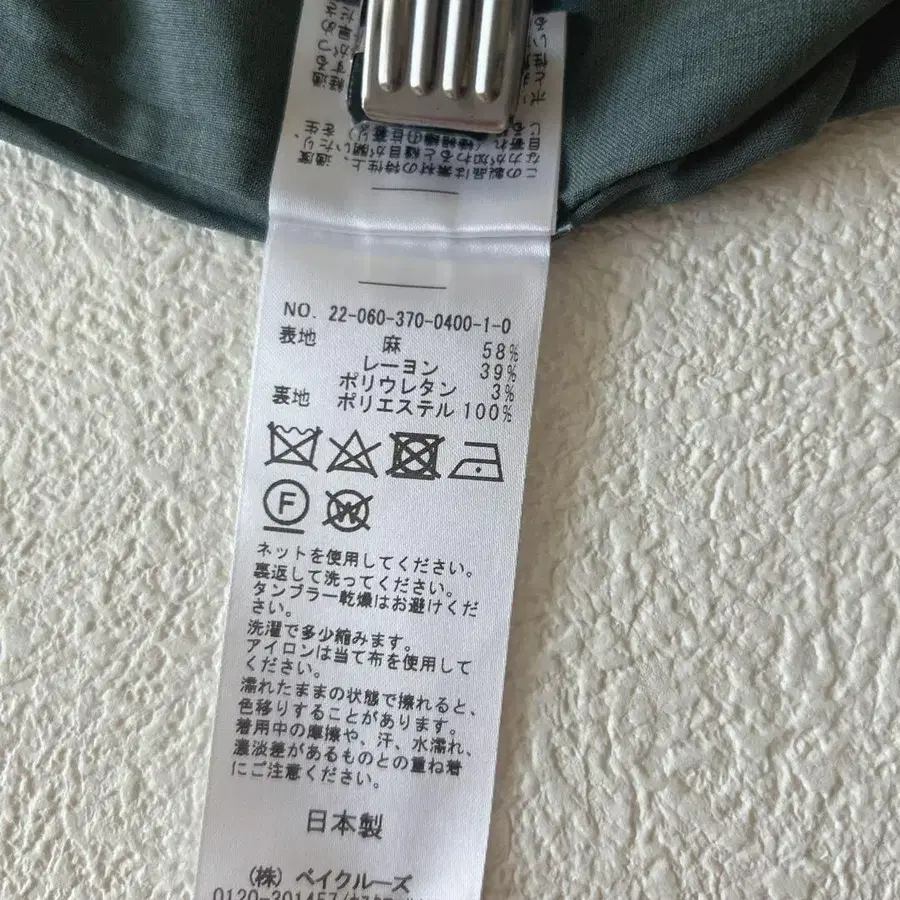 NO. 22-060-370-0400-1-0
表地 麻 58%
レーヨン 39%
ポリウレタン 3%
裏地 ポリエステル 100%
F
W
ネットを使用してください。
裏返して洗ってください。
タンブラー乾燥はお避けくだ
さい。
洗濯で多少縮みます。
アイロンは当て布を使用して
ください。
濡れたままの状態で擦れると、
色移りすることがあります。
着用中の摩擦や、汗、水濡れ、
濃淡差があるものとの重ね着
にご注意ください。
日本製
(株) ベイクルーズ
0120-301457